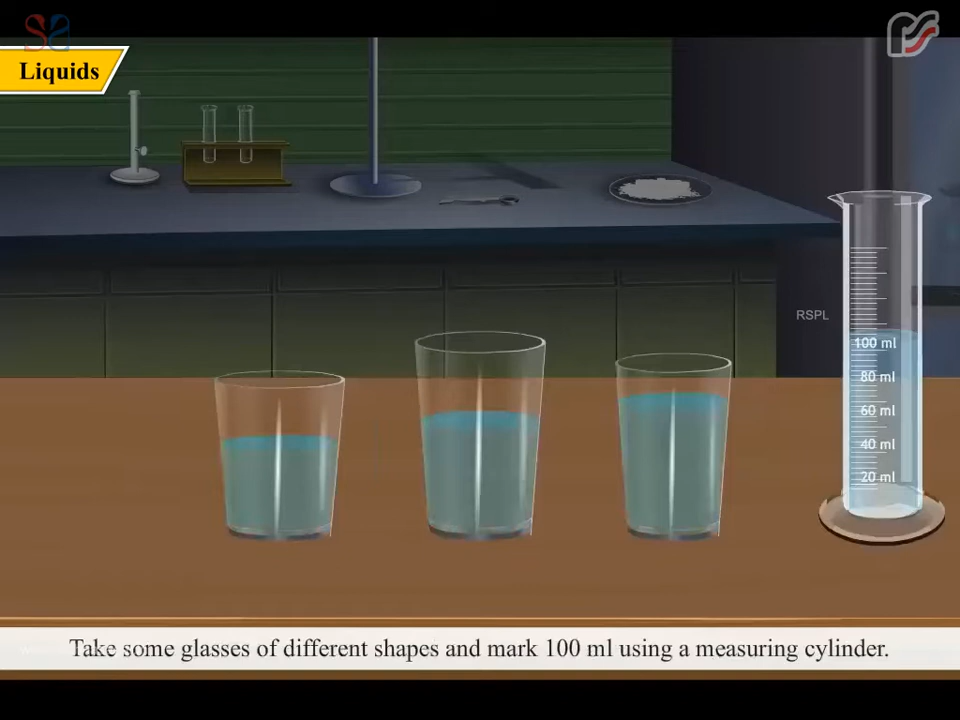 Liquids
RSPL
100 ml
80 ml
60 ml
40 ml
20 ml
Take some glasses of different shapes and mark 100 ml using a measuring cylinder.